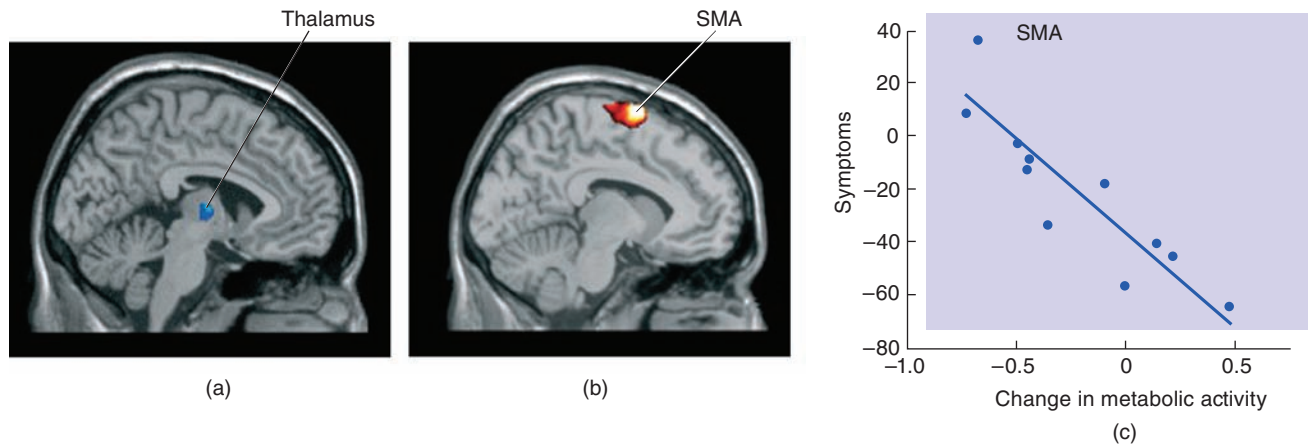 Thalamus
SMA
(a)
(b)
SMA
Symptoms
40
20
0
−20
−40
−60
−80
−1.0
−0.5
0
0.5
Change in metabolic activity
(c)